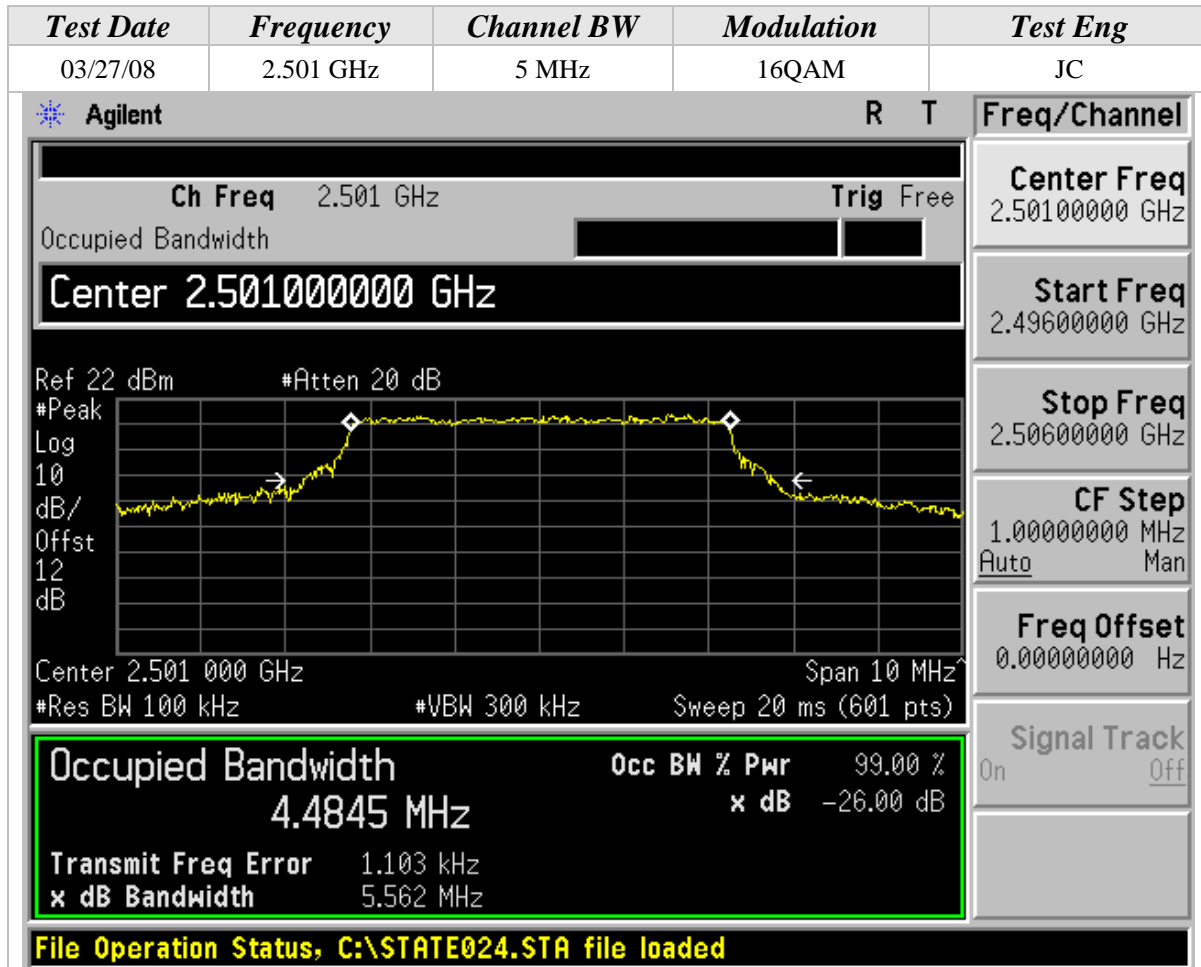 Test Date Frequency Channel BW Modulation Test Eng
03/27/08 2.501 GHz 5 MHz 16QAM JC
Agilent R T Freq/Channel
Ch Freq 2.501 GHz Trig Free
Occupied Bandwidth
Center 2.501000000 GHz
Ref 22 dBm #Atten 20 dB
#Peak
Log
10
dB/
Offst
12
dB
Center 2.501 000 GHz Span 10 MHz^
#Res BW 100 kHz #VBW 300 kHz Sweep 20 ms (601 pts)
Occupied Bandwidth Occ BW % Pwr 99.00 %
4.4845 MHz x dB -26.00 dB
Transmit Freq Error 1.103 kHz
x dB Bandwidth 5.562 MHz
File Operation Status, C:\STATE024.STA file loaded
Center Freq
2.50100000 GHz
Start Freq
2.49600000 GHz
Stop Freq
2.50600000 GHz
CF Step
1.00000000 MHz
Auto Man
Freq Offset
0.00000000 Hz
Signal Track
On Off